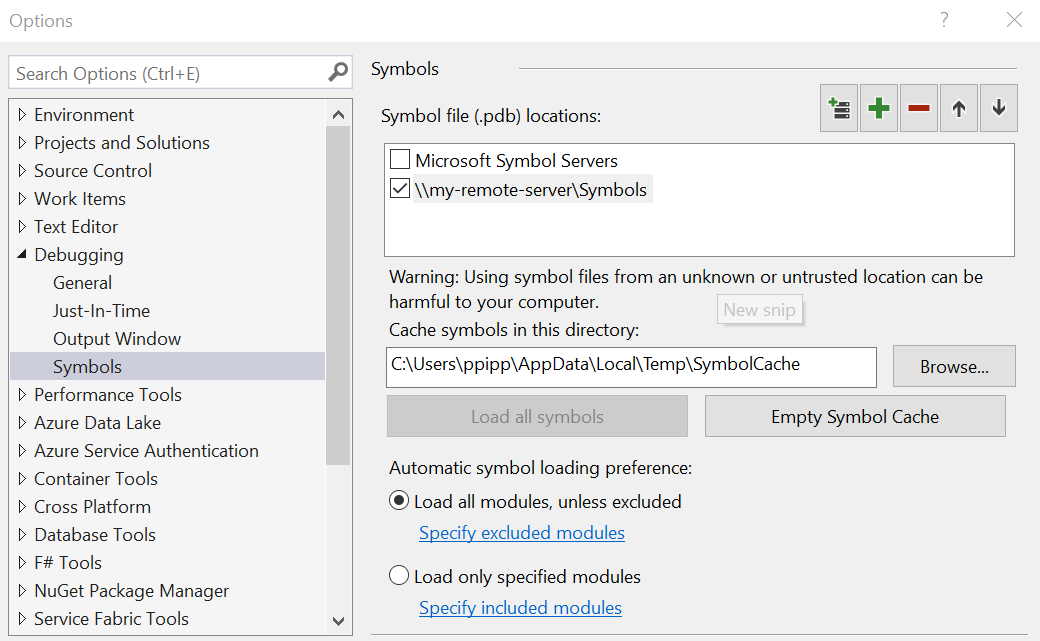 Options
?
Search Options (Ctrl+E)
Environment
Projects and Solutions
Source Control
Work Items
Text Editor
Debugging
General
Just-In-Time
Output Window
Symbols
Performance Tools
Azure Data Lake
Azure Service Authentication
Container Tools
Cross Platform
Database Tools
F# Tools
NuGet Package Manager
Service Fabric Tools
Symbols
Symbol file (.pdb) locations:
Microsoft Symbol Servers
\\my-remote-server\Symbols
Warning: Using symbol files from an unknown or untrusted location can be
harmful to your computer.
New snip
Cache symbols in this directory:
C:\Users\ppipp\AppData\Local\Temp\SymbolCache
Browse...
Load all symbols
Empty Symbol Cache
Automatic symbol loading preference:
Load all modules, unless excluded
Specify excluded modules
Load only specified modules
Specify included modules